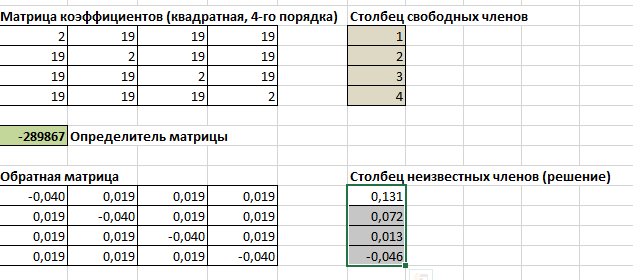 Матрица коэффициентов (квадратная, 4-го порядка) Столбец свободных членов
2 19 19 19 1
19 2 19 19 2
19 19 2 19 3
19 19 19 2 4
-289867 Определитель матрицы
Обратная матрица Столбец неизвестных членов (решение)
-0,040 0,019 0,019 0,019 0,131
0,019 -0,040 0,019 0,019 0,072
0,019 0,019 -0,040 0,019 0,013
0,019 0,019 0,019 -0,040 -0,046